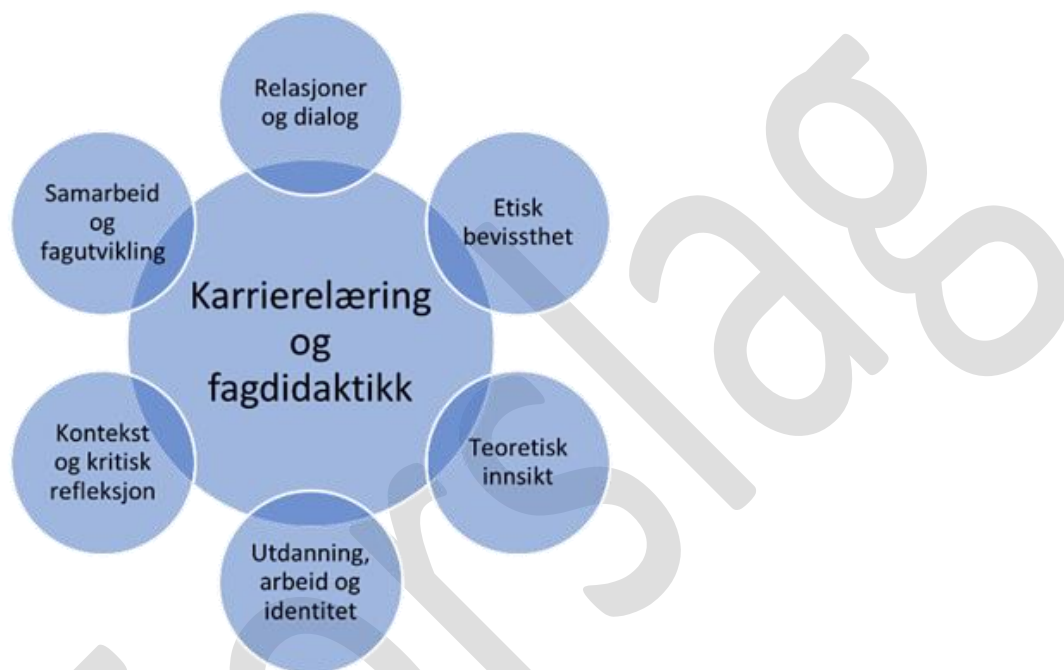 Relasjoner
og dialog
Etisk
bevissthet
Teoretisk
innsikt
Utdanning,
arbeid og
identitet
Kontekst
og kritisk
refleksjon
Samarbeid
og
fagutvikling
Karrierelæring
og
fagdidaktikk